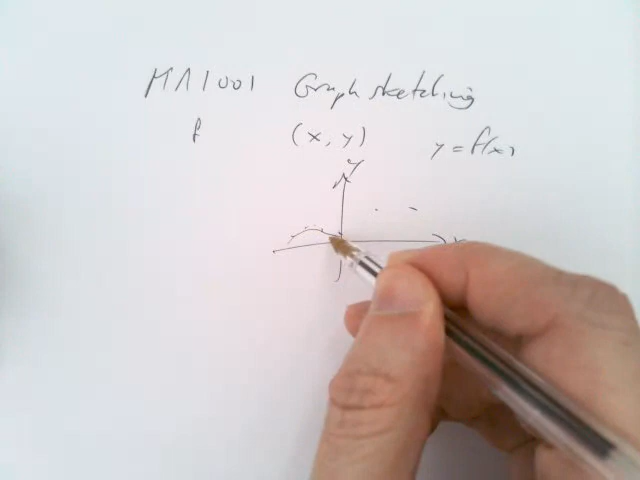 MA1001 Graph sketching
f (x, y) y = f(x)
y
x